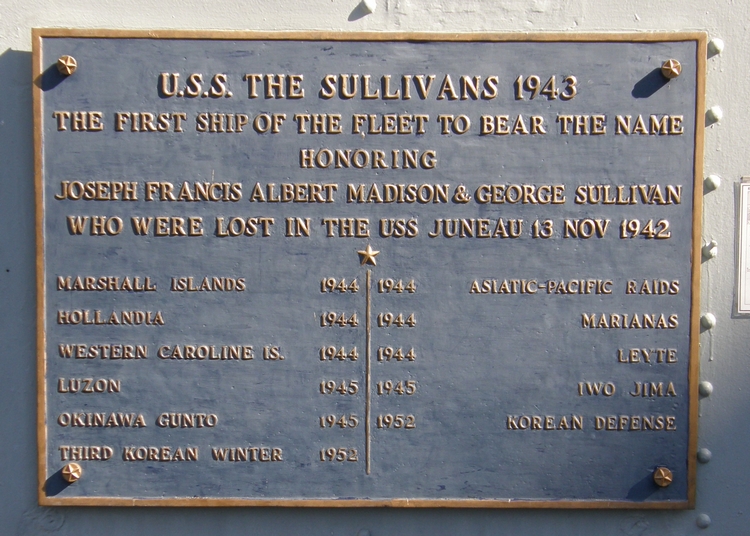 U.S.S. THE SULLIVANS 1943
THE FIRST SHIP OF THE FLEET TO BEAR THE NAME
HONORING
JOSEPH FRANCIS ALBERT MADISON & GEORGE SULLIVAN
WHO WERE LOST IN THE USS JUNEAU 13 NOV 1942
MARSHALL ISLANDS 1944 1944 ASIATIC-PACIFIC RAIDS
HOLLANDIA 1944 1944 MARIANAS
WESTERN CAROLINE IS. 1944 1944 LEYTE
LUZON 1945 1945 IWO JIMA
OKINAWA GUNTO 1945 1952 KOREAN DEFENSE
THIRD KOREAN WINTER 1952